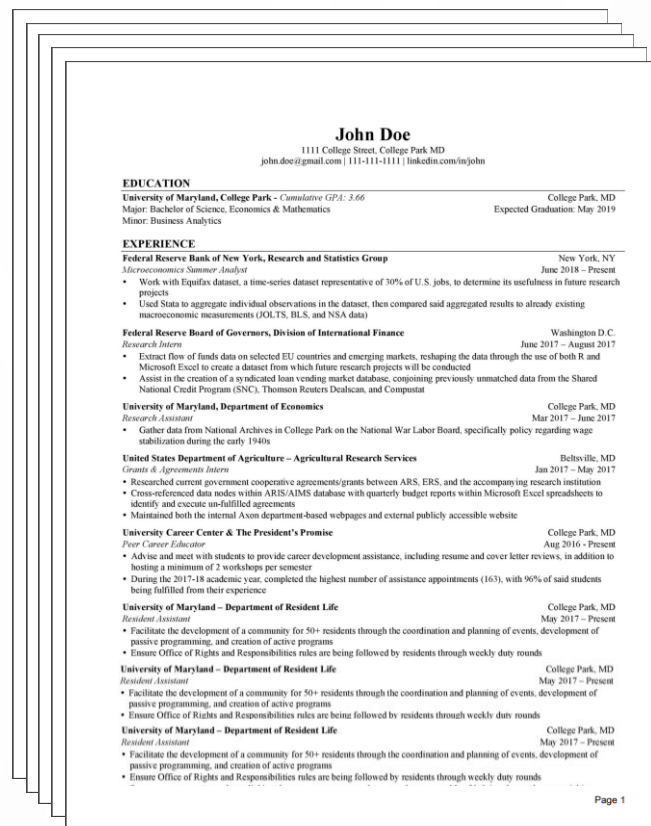 John Doe
1111 College Street, College Park MD
john.doe@gmail.com | 111-111-1111 | linkedin.com/in/john
EDUCATION
University of Maryland, College Park - Cumulative GPA: 3.66 College Park, MD
Major: Bachelor of Science, Economics & Mathematics Expected Graduation: May 2019
Minor: Business Analytics
EXPERIENCE
Federal Reserve Bank of New York, Research and Statistics Group New York, NY
Microeconomics Summer Analyst June 2018 – Present
• Work with Equifax dataset, a time-series dataset representative of 30% of U.S. jobs, to determine its usefulness in future research
projects
• Used Stata to aggregate individual observations in the dataset, then compared said aggregated results to already existing
macroeconomic measurements (JOLTS, BLS, and NSA data)
Federal Reserve Board of Governors, Division of International Finance Washington D.C.
Research Intern June 2017 – August 2017
• Extract flow of funds data on selected EU countries and emerging markets, reshaping the data through the use of both R and
Microsoft Excel to create a dataset from which future research projects will be conducted
• Assist in the creation of a syndicated loan vending market database, conjoining previously unmatched data from the Shared
National Credit Program (SNC), Thomson Reuters Dealscan, and Compustat
University of Maryland, Department of Economics College Park, MD
Research Assistant Mar 2017 – June 2017
• Gather data from National Archives in College Park on the National War Labor Board, specifically policy regarding wage
stabilization during the early 1940s
United States Department of Agriculture – Agricultural Research Services Beltsville, MD
Grants & Agreements Intern Jan 2017 – May 2017
• Researched current government cooperative agreements/grants between ARS, ERS, and the accompanying research institution
• Cross-referenced data nodes within ARIS/AIMS database with quarterly budget reports within Microsoft Excel spreadsheets to
identify and execute un-fulfilled agreements
• Maintained both the internal Axon department-based webpages and external publicly accessible website
University Career Center & The President's Promise College Park, MD
Peer Career Educator Aug 2016 - Present
• Advise and meet with students to provide career development assistance, including resume and cover letter reviews, in addition to
hosting a minimum of 2 workshops per semester
• During the 2017-18 academic year, completed the highest number of assistance appointments (163), with 96% of said students
being fulfilled from their experience
University of Maryland – Department of Resident Life College Park, MD
Resident Assistant May 2017 – Present
• Facilitate the development of a community for 50+ residents through the coordination and planning of events, development of
passive programming, and creation of active programs
• Ensure Office of Rights and Responsibilities rules are being followed by residents through weekly duty rounds
University of Maryland – Department of Resident Life College Park, MD
Resident Assistant May 2017 – Present
• Facilitate the development of a community for 50+ residents through the coordination and planning of events, development of
passive programming, and creation of active programs
• Ensure Office of Rights and Responsibilities rules are being followed by residents through weekly duty rounds
University of Maryland – Department of Resident Life College Park, MD
Resident Assistant May 2017 – Present
• Facilitate the development of a community for 50+ residents through the coordination and planning of events, development of
passive programming, and creation of active programs
• Ensure Office of Rights and Responsibilities rules are being followed by residents through weekly duty rounds
Page 1